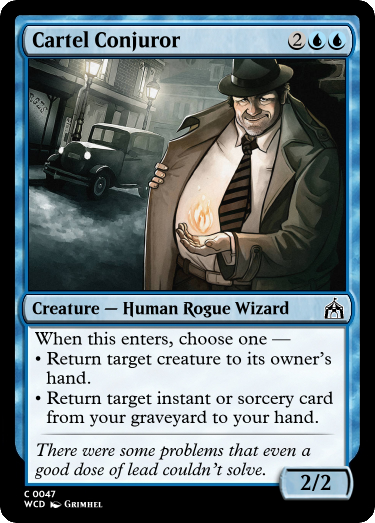 Cartel Conjuror 2
Creature — Human Rogue Wizard
When this enters, choose one —
• Return target creature to its owner's
hand.
• Return target instant or sorcery card
from your graveyard to your hand.
There were some problems that even a
good dose of lead couldn't solve.
2/2
C 0047
WCD GRIMHEL